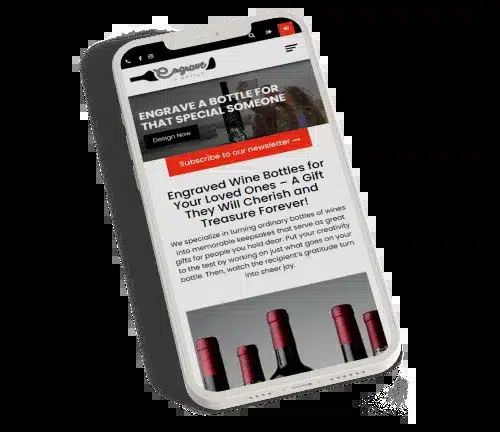 engrave
BOTTLE
ENGRAVE A BOTTLE FOR
THAT SPECIAL SOMEONE
Design Now
Subscribe to our newsletter →
Engraved Wine Bottles for
Your Loved Ones – A Gift
They Will Cherish and
Treasure Forever!
We specialize in turning ordinary bottles of wines
into memorable keepsakes that serve as great
gifts for people you hold dear. Put your creativity
to the test by working on just what goes on your
bottle. Then, watch the recipient's gratitude turn
into sheer joy.